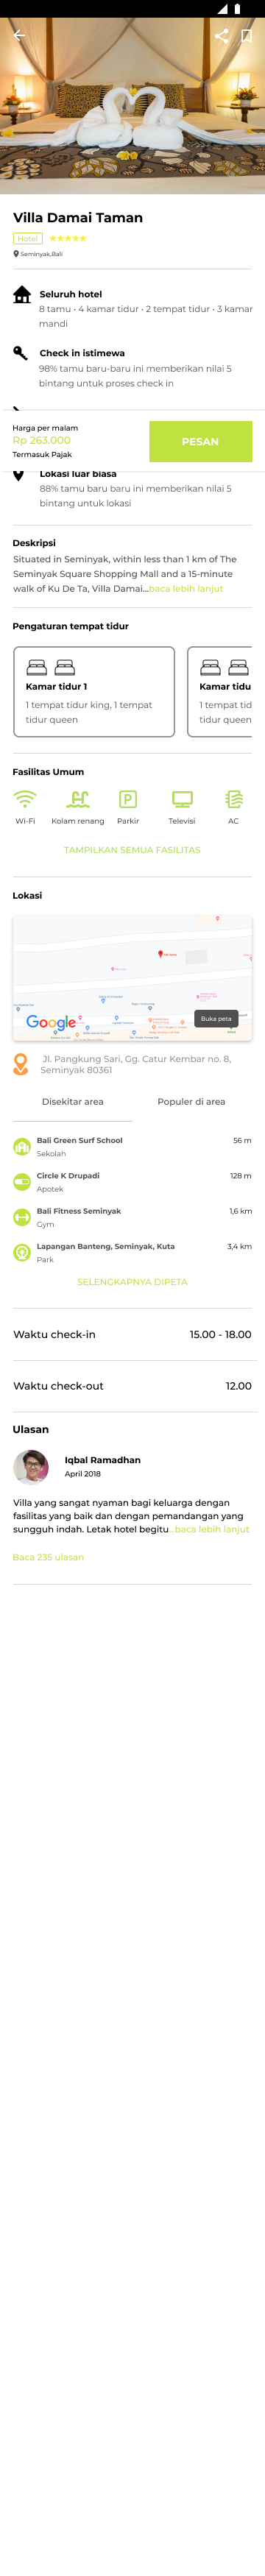 Villa Damai Taman
Hotel
Seminyak,Bali
Seluruh hotel
8 tamu • 4 kamar tidur • 2 tempat tidur • 3 kamar
mandi
Check in istimewa
98% tamu baru-baru ini memberikan nilai 5
bintang untuk proses check in
Harga per malam
Rp 263.000
Termasuk Pajak
PESAN
Lokasi luar biasa
88% tamu baru baru ini memberikan nilai 5
bintang untuk lokasi
Deskripsi
Situated in Seminyak, within less than 1 km of The
Seminyak Square Shopping Mall and a 15-minute
walk of Ku De Ta, Villa Damai...baca lebih lanjut
Pengaturan tempat tidur
Kamar tidur 1
1 tempat tidur king, 1 tempat
tidur queen
Kamar tidu
1 tempat tid
tidur queen
Fasilitas Umum
Wi-Fi
Kolam renang
Parkir
Televisi
AC
TAMPILKAN SEMUA FASILITAS
Lokasi
Google
Buka peta
Jl. Pangkung Sari, Gg. Catur Kembar no. 8,
Seminyak 80361
Disekitar area
Populer di area
Bali Green Surf School
56 m
Sekolah
Circle K Drupadi
128 m
Apotek
Bali Fitness Seminyak
1,6 km
Gym
Lapangan Banteng, Seminyak, Kuta
3,4 km
Park
SELENGKAPNYA DIPETA
Waktu check-in
15.00 - 18.00
Waktu check-out
12.00
Ulasan
Iqbal Ramadhan
April 2018
Villa yang sangat nyaman bagi keluarga dengan
fasilitas yang baik dan dengan pemandangan yang
sungguh indah. Letak hotel begitu...baca lebih lanjut
Baca 235 ulasan